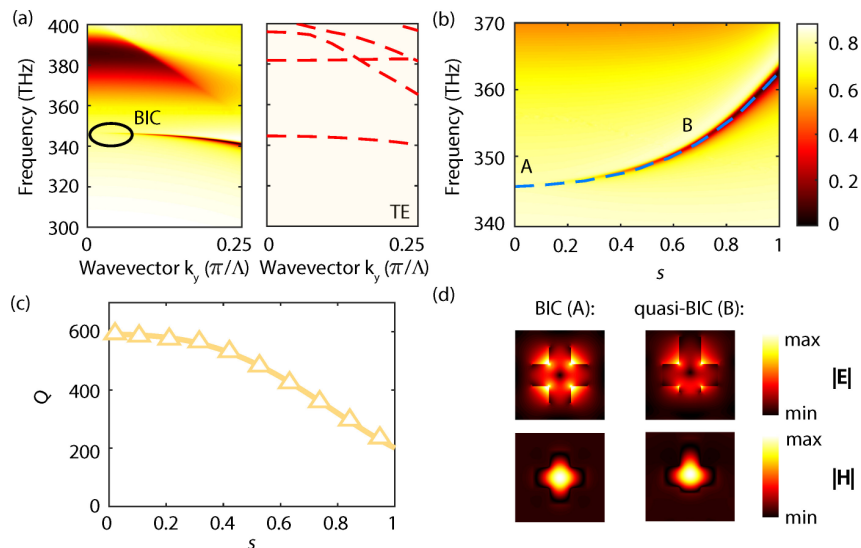 (a)
400
380
360
340
320
300
Frequency (THz)
BIC
0
0.25
Wavevector k_y (π/Λ)
TE
0
0.25
Wavevector k_y (π/Λ)
(b)
370
360
350
340
Frequency (THz)
A
B
0
0.2
0.4
0.6
0.8
1
s
0.8
0.6
0.4
0.2
0
(c)
600
400
200
0
Q
0
0.2
0.4
0.6
0.8
1
s
(d)
BIC (A):
quasi-BIC (B):
max
min
|E|
max
min
|H|